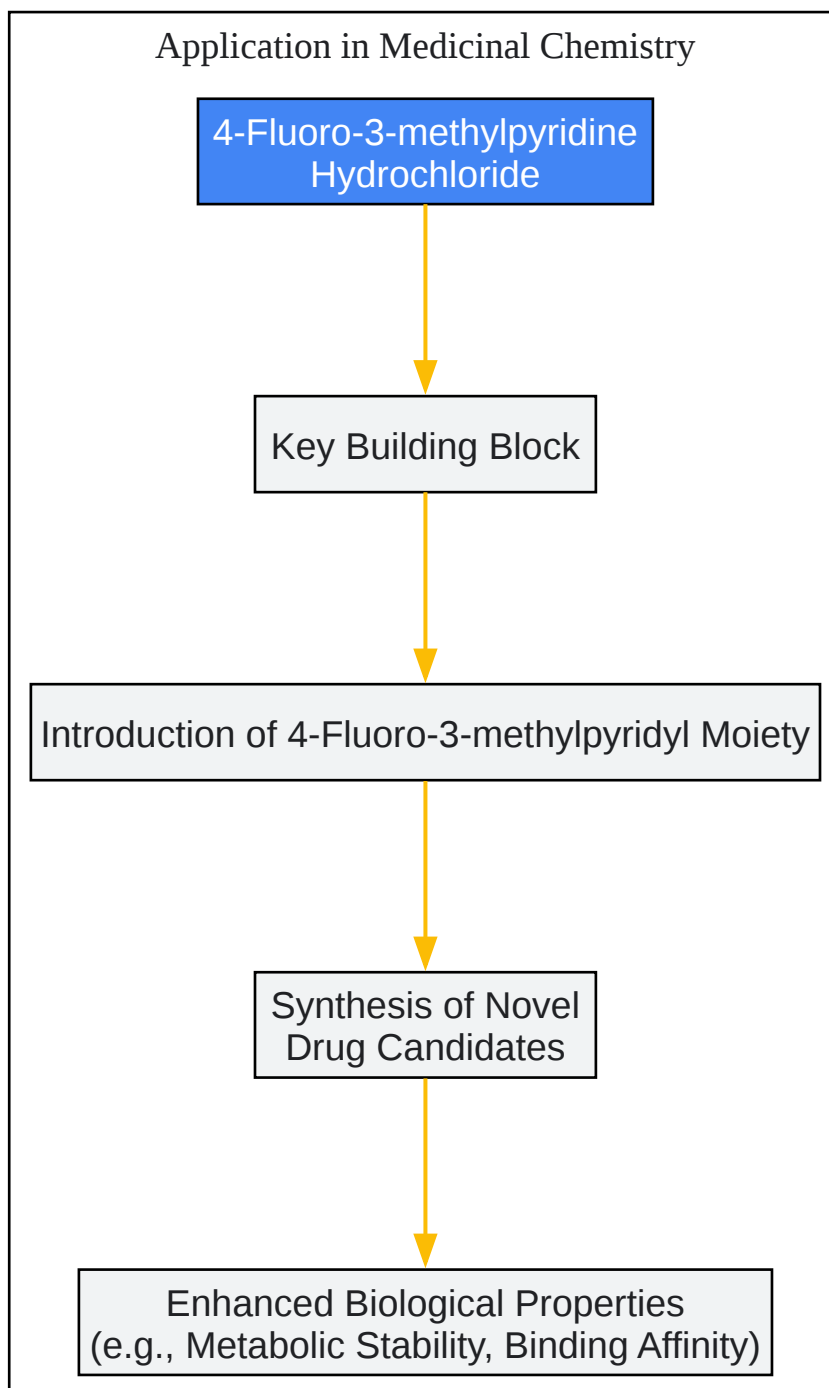 Application in Medicinal Chemistry
4-Fluoro-3-methylpyridine
Hydrochloride
Key Building Block
Introduction of 4-Fluoro-3-methylpyridyl Moiety
Synthesis of Novel
Drug Candidates
Enhanced Biological Properties
(e.g., Metabolic Stability, Binding Affinity)